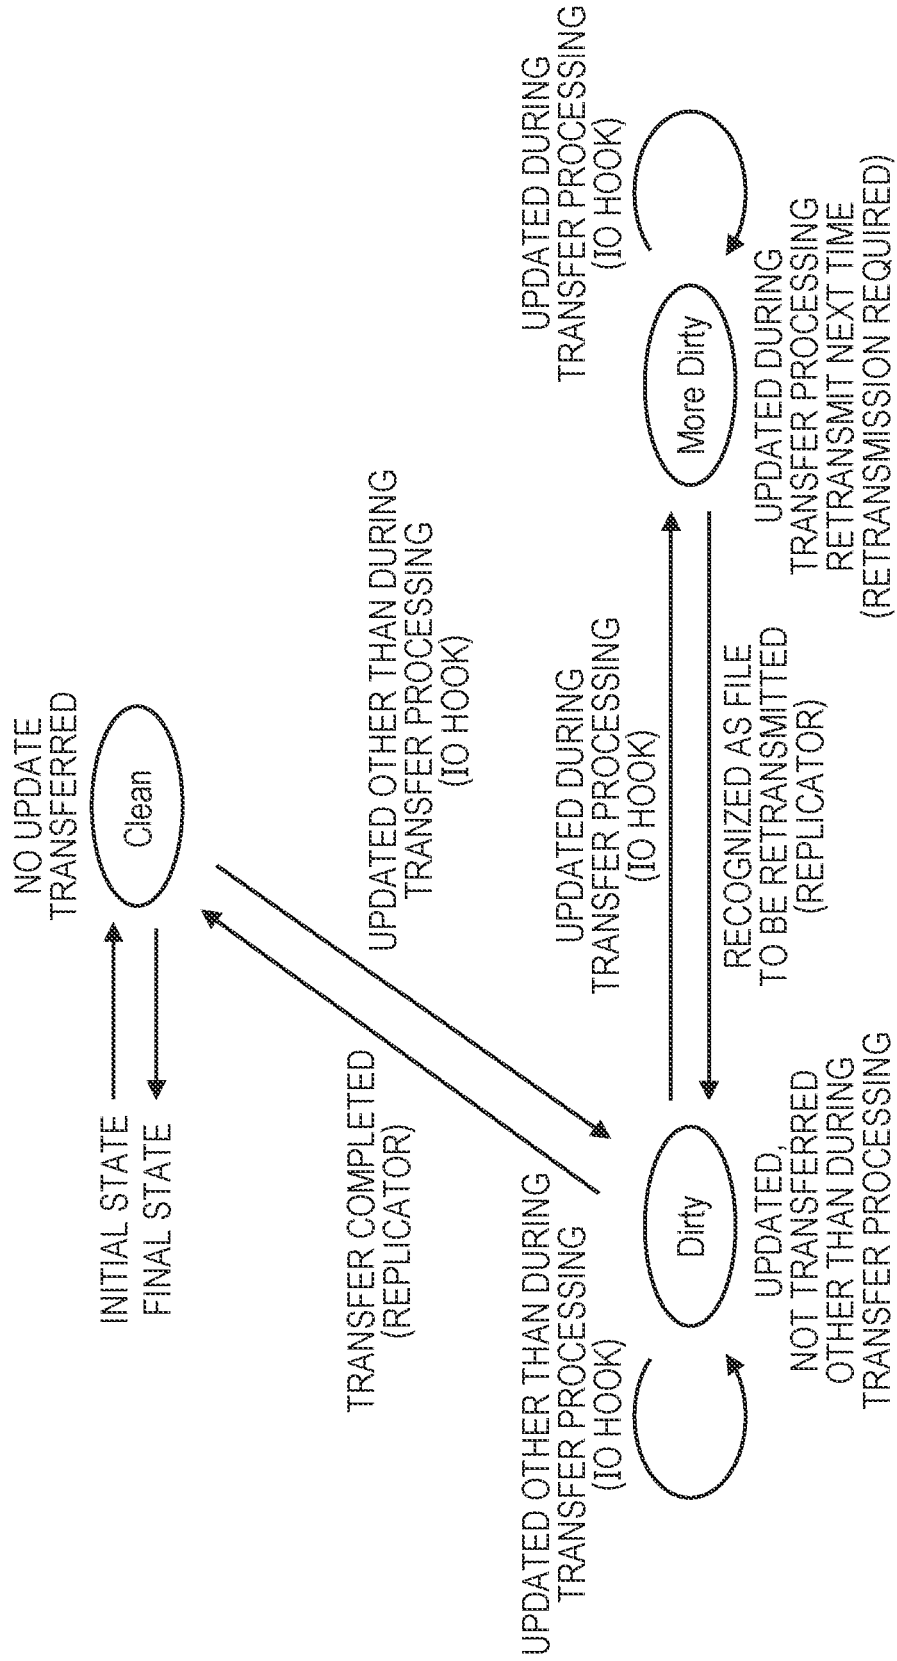 NO UPDATE
TRANSFERRED
Clean
INITIAL STATE
FINAL STATE
TRANSFER COMPLETED
(REPLICATOR)
UPDATED OTHER THAN DURING
TRANSFER PROCESSING
(IO HOOK)
UPDATED OTHER THAN DURING
TRANSFER PROCESSING
(IO HOOK)
Dirty
UPDATED,
NOT TRANSFERRED
OTHER THAN DURING
TRANSFER PROCESSING
UPDATED DURING
TRANSFER PROCESSING
(IO HOOK)
RECOGNIZED AS FILE
TO BE RETRANSMITTED
(REPLICATOR)
UPDATED DURING
TRANSFER PROCESSING
(IO HOOK)
More Dirty
UPDATED DURING
TRANSFER PROCESSING
RETRANSMIT NEXT TIME
(RETRANSMISSION REQUIRED)